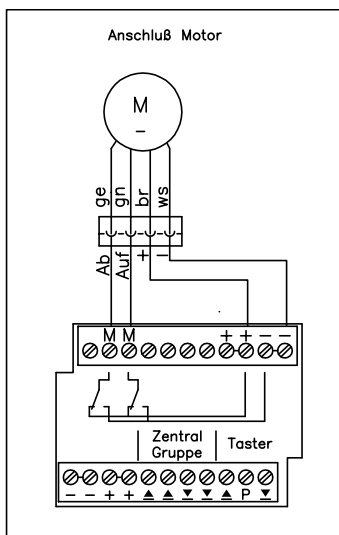 Anschluß Motor
M
–
ge gn br ws
Ab Auf + –
M M + + – –
Zentral Gruppe
Taster
– – + + ▲ ▲ ▼ ▼ ▲ P ▼